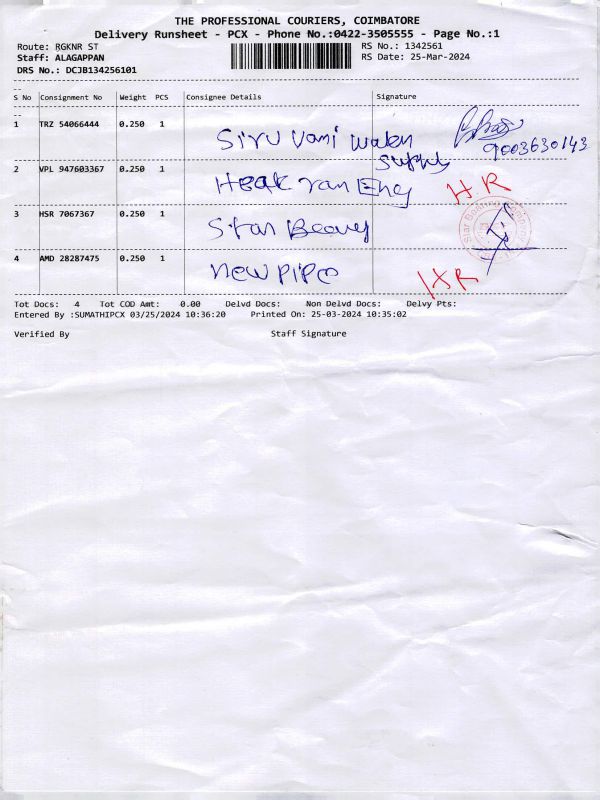 THE PROFESSIONAL COURIERS, COIMBATORE
Delivery Runsheet - PCX - Phone No.:0422-3505555 - Page No.:1
Route: RGKNR ST
RS No.: 1342561
Staff: ALAGAPPAN
RS Date: 25-Mar-2024
DRS No.: DCJB134256101
S No Consignment No Weight PCS Consignee Details Signature
1 TRZ 54066444 0.250 1 Siru Vani Water Supply 9003630143
2 VPL 947603367 0.250 1 Heat ran Eng HR
3 HSR 7067367 0.250 1 Star
4 AMD 28287475 0.250 1 New pipco HR
Tot Docs: 4 Tot COD Amt: 0.00 Delvd Docs: Non Delvd Docs: Delvy Pts:
Entered By :SUMATHIPCX 03/25/2024 10:36:20 Printed On: 25-03-2024 10:35:02
Verified By Staff Signature